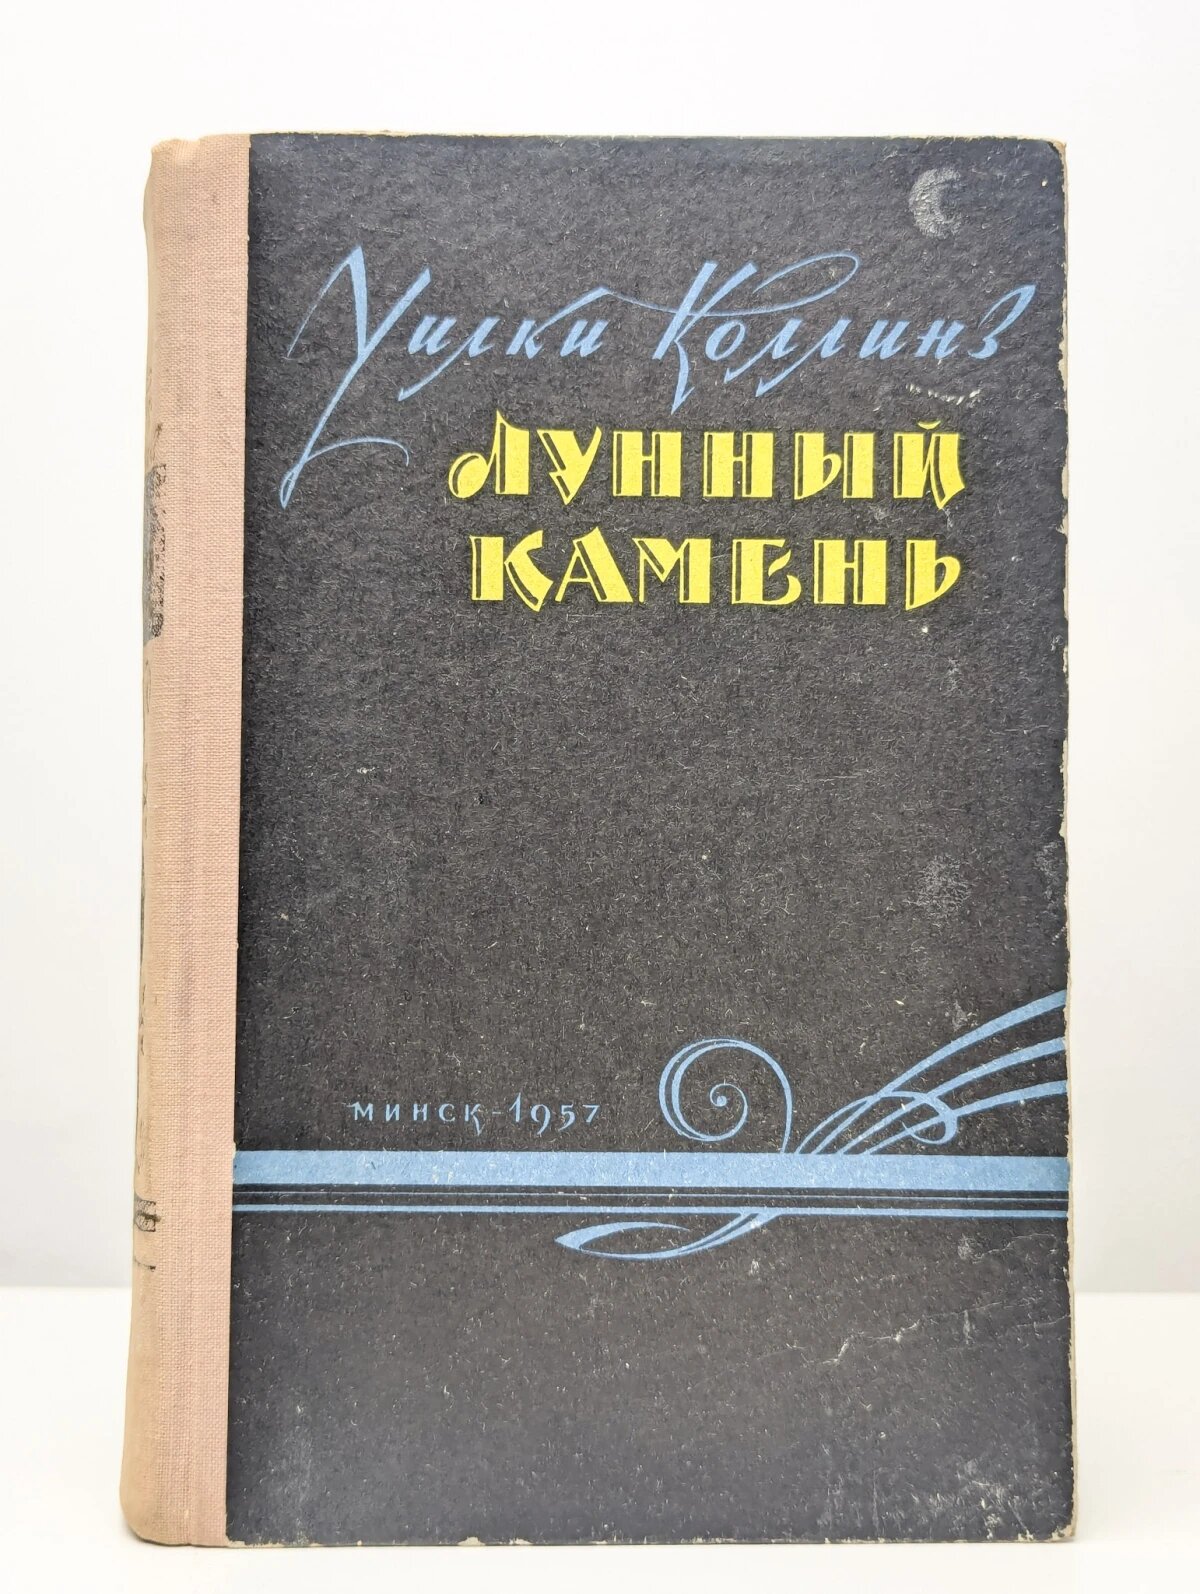 Уилки Коллинз
ЛУННЫЙ
КАМЕНЬ
МИНСК-1957